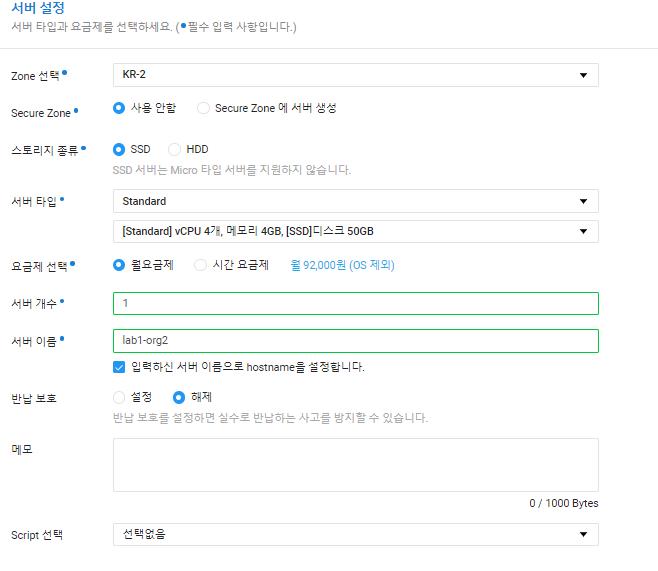 서버 설정
서버 타입과 요금제를 선택하세요. (•필수 입력 사항입니다.)
Zone 선택•
KR-2
Secure Zone•
사용 안함
Secure Zone 에 서버 생성
스토리지 종류•
SSD
HDD
SSD 서버는 Micro 타입 서버를 지원하지 않습니다.
서버 타입•
Standard
[Standard] vCPU 4개, 메모리 4GB, [SSD]디스크 50GB
요금제 선택•
월요금제
시간 요금제
월 92,000원 (OS 제외)
서버 개수•
1
서버 이름•
lab1-org2
입력하신 서버 이름으로 hostname을 설정합니다.
반납 보호
설정
해제
반납 보호를 설정하면 실수로 반납하는 사고를 방지할 수 있습니다.
메모
0 / 1000 Bytes
Script 선택
선택없음